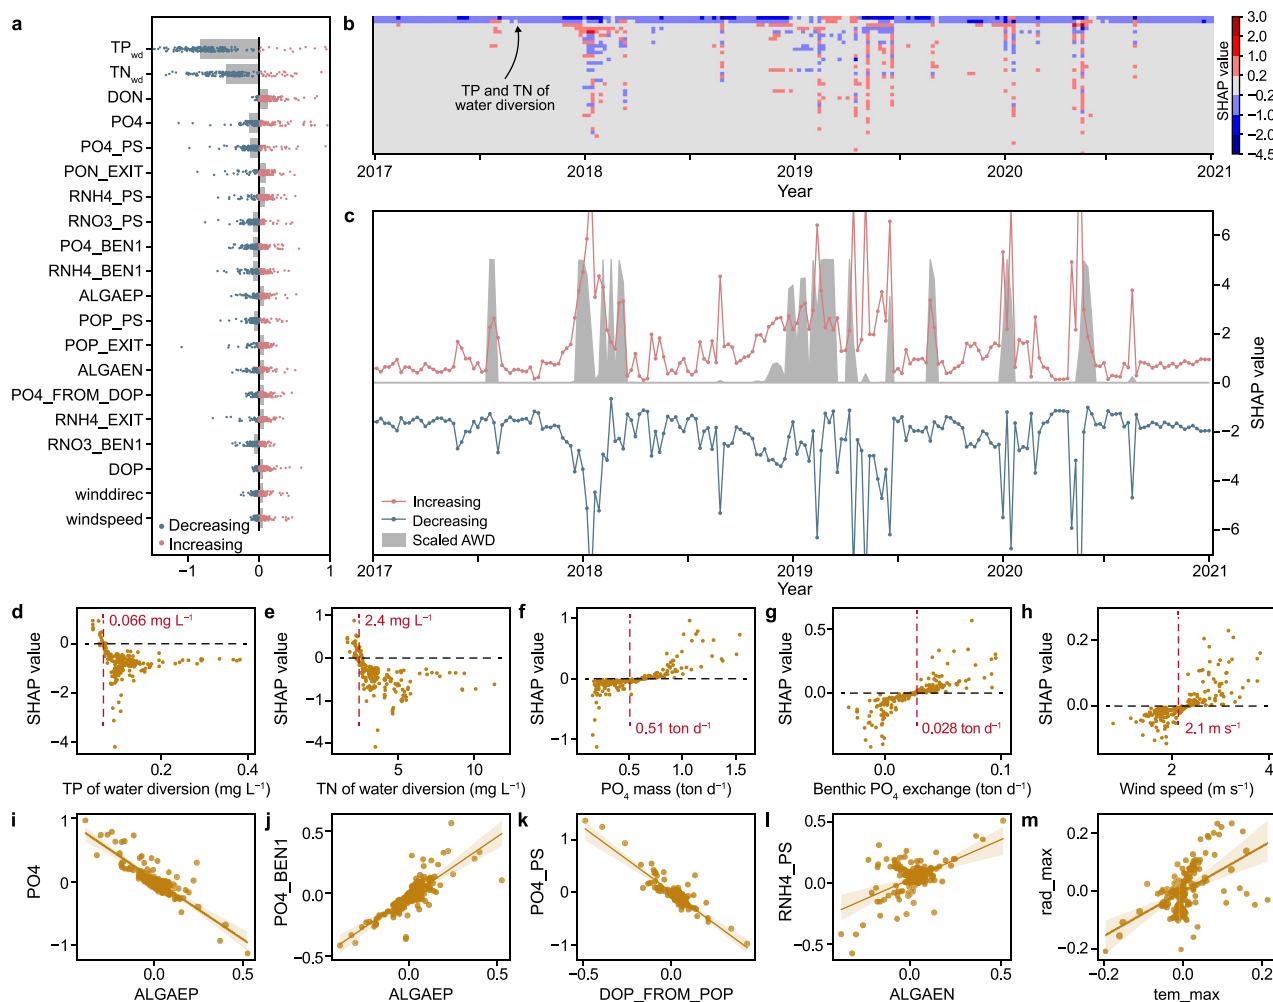 a
TPwd
TNwd
DON
PO4
PO4_PS
PON_EXIT
RNH4_PS
RNO3_PS
PO4_BEN1
RNH4_BEN1
ALGAEP
POP_PS
POP_EXIT
ALGAEN
PO4_FROM_DOP
RNH4_EXIT
RNO3_BEN1
DOP
winddirec
windspeed
Decreasing
Increasing
−1 0 1
b
TP and TN of
water diversion
2017 2018 2019 2020 2021
Year
3.0
1.0
0.2
−0.2
−1.0
−4.5
SHAP value
c
6
4
2
0
−2
−4
−6
SHAP value
Increasing
Decreasing
Scaled AWD
2017 2018 2019 2020 2021
Year
d
0.066 mg L⁻¹
0
−2
−4
SHAP value
0.2 0.4
TP of water diversion (mg L⁻¹)
e
2.4 mg L⁻¹
1
0
−1
−4
SHAP value
5 10
TN of water diversion (mg L⁻¹)
f
1
0
−1
SHAP value
0.51 ton d⁻¹
0.5 1.0 1.5
PO₄ mass (ton d⁻¹)
g
0.5
0.0
SHAP value
0.028 ton d⁻¹
0.0 0.1
Benthic PO₄ exchange (ton d⁻¹)
h
0.2
0.0
SHAP value
2.1 m s⁻¹
2 4
Wind speed (m s⁻¹)
i
1
0
−1
PO4
0.0 0.5
ALGAEP
j
0.5
0.0
−0.5
PO4_BEN1
0.0 0.5
ALGAEP
k
1
0
−1
PO4_PS
−0.5 0.0
DOP_FROM_POP
l
0.5
0.0
−0.5
RNH4_PS
0.0 0.5
ALGAEN
m
0.2
0.0
−0.2
rad_max
−0.2 0.0 0.2
tem_max